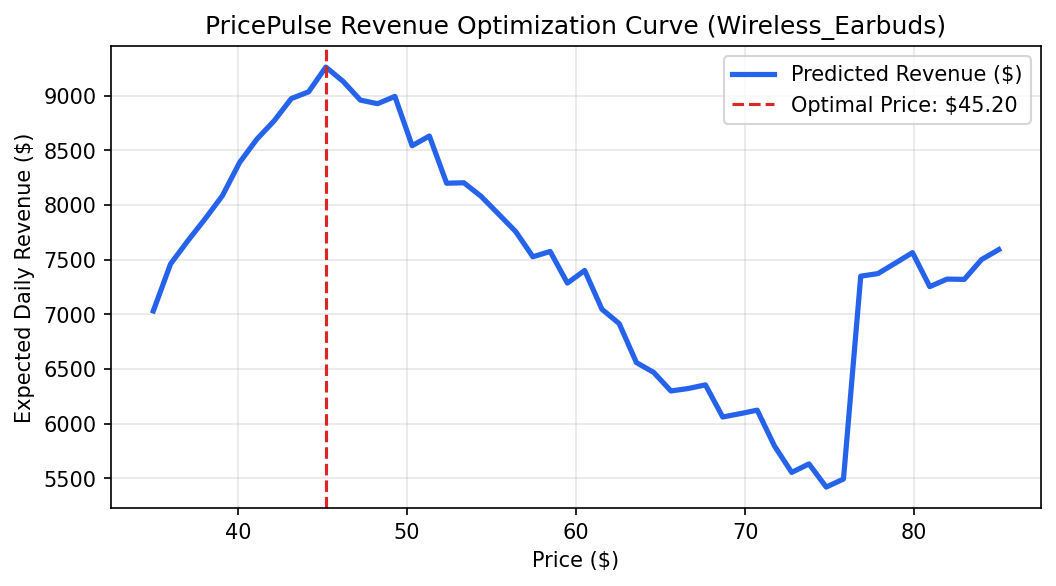 PricePulse Revenue Optimization Curve (Wireless_Earbuds)
Predicted Revenue ($)
Optimal Price: $45.20
Expected Daily Revenue ($)
9000
8500
8000
7500
7000
6500
6000
5500
40 50 60 70 80
Price ($)